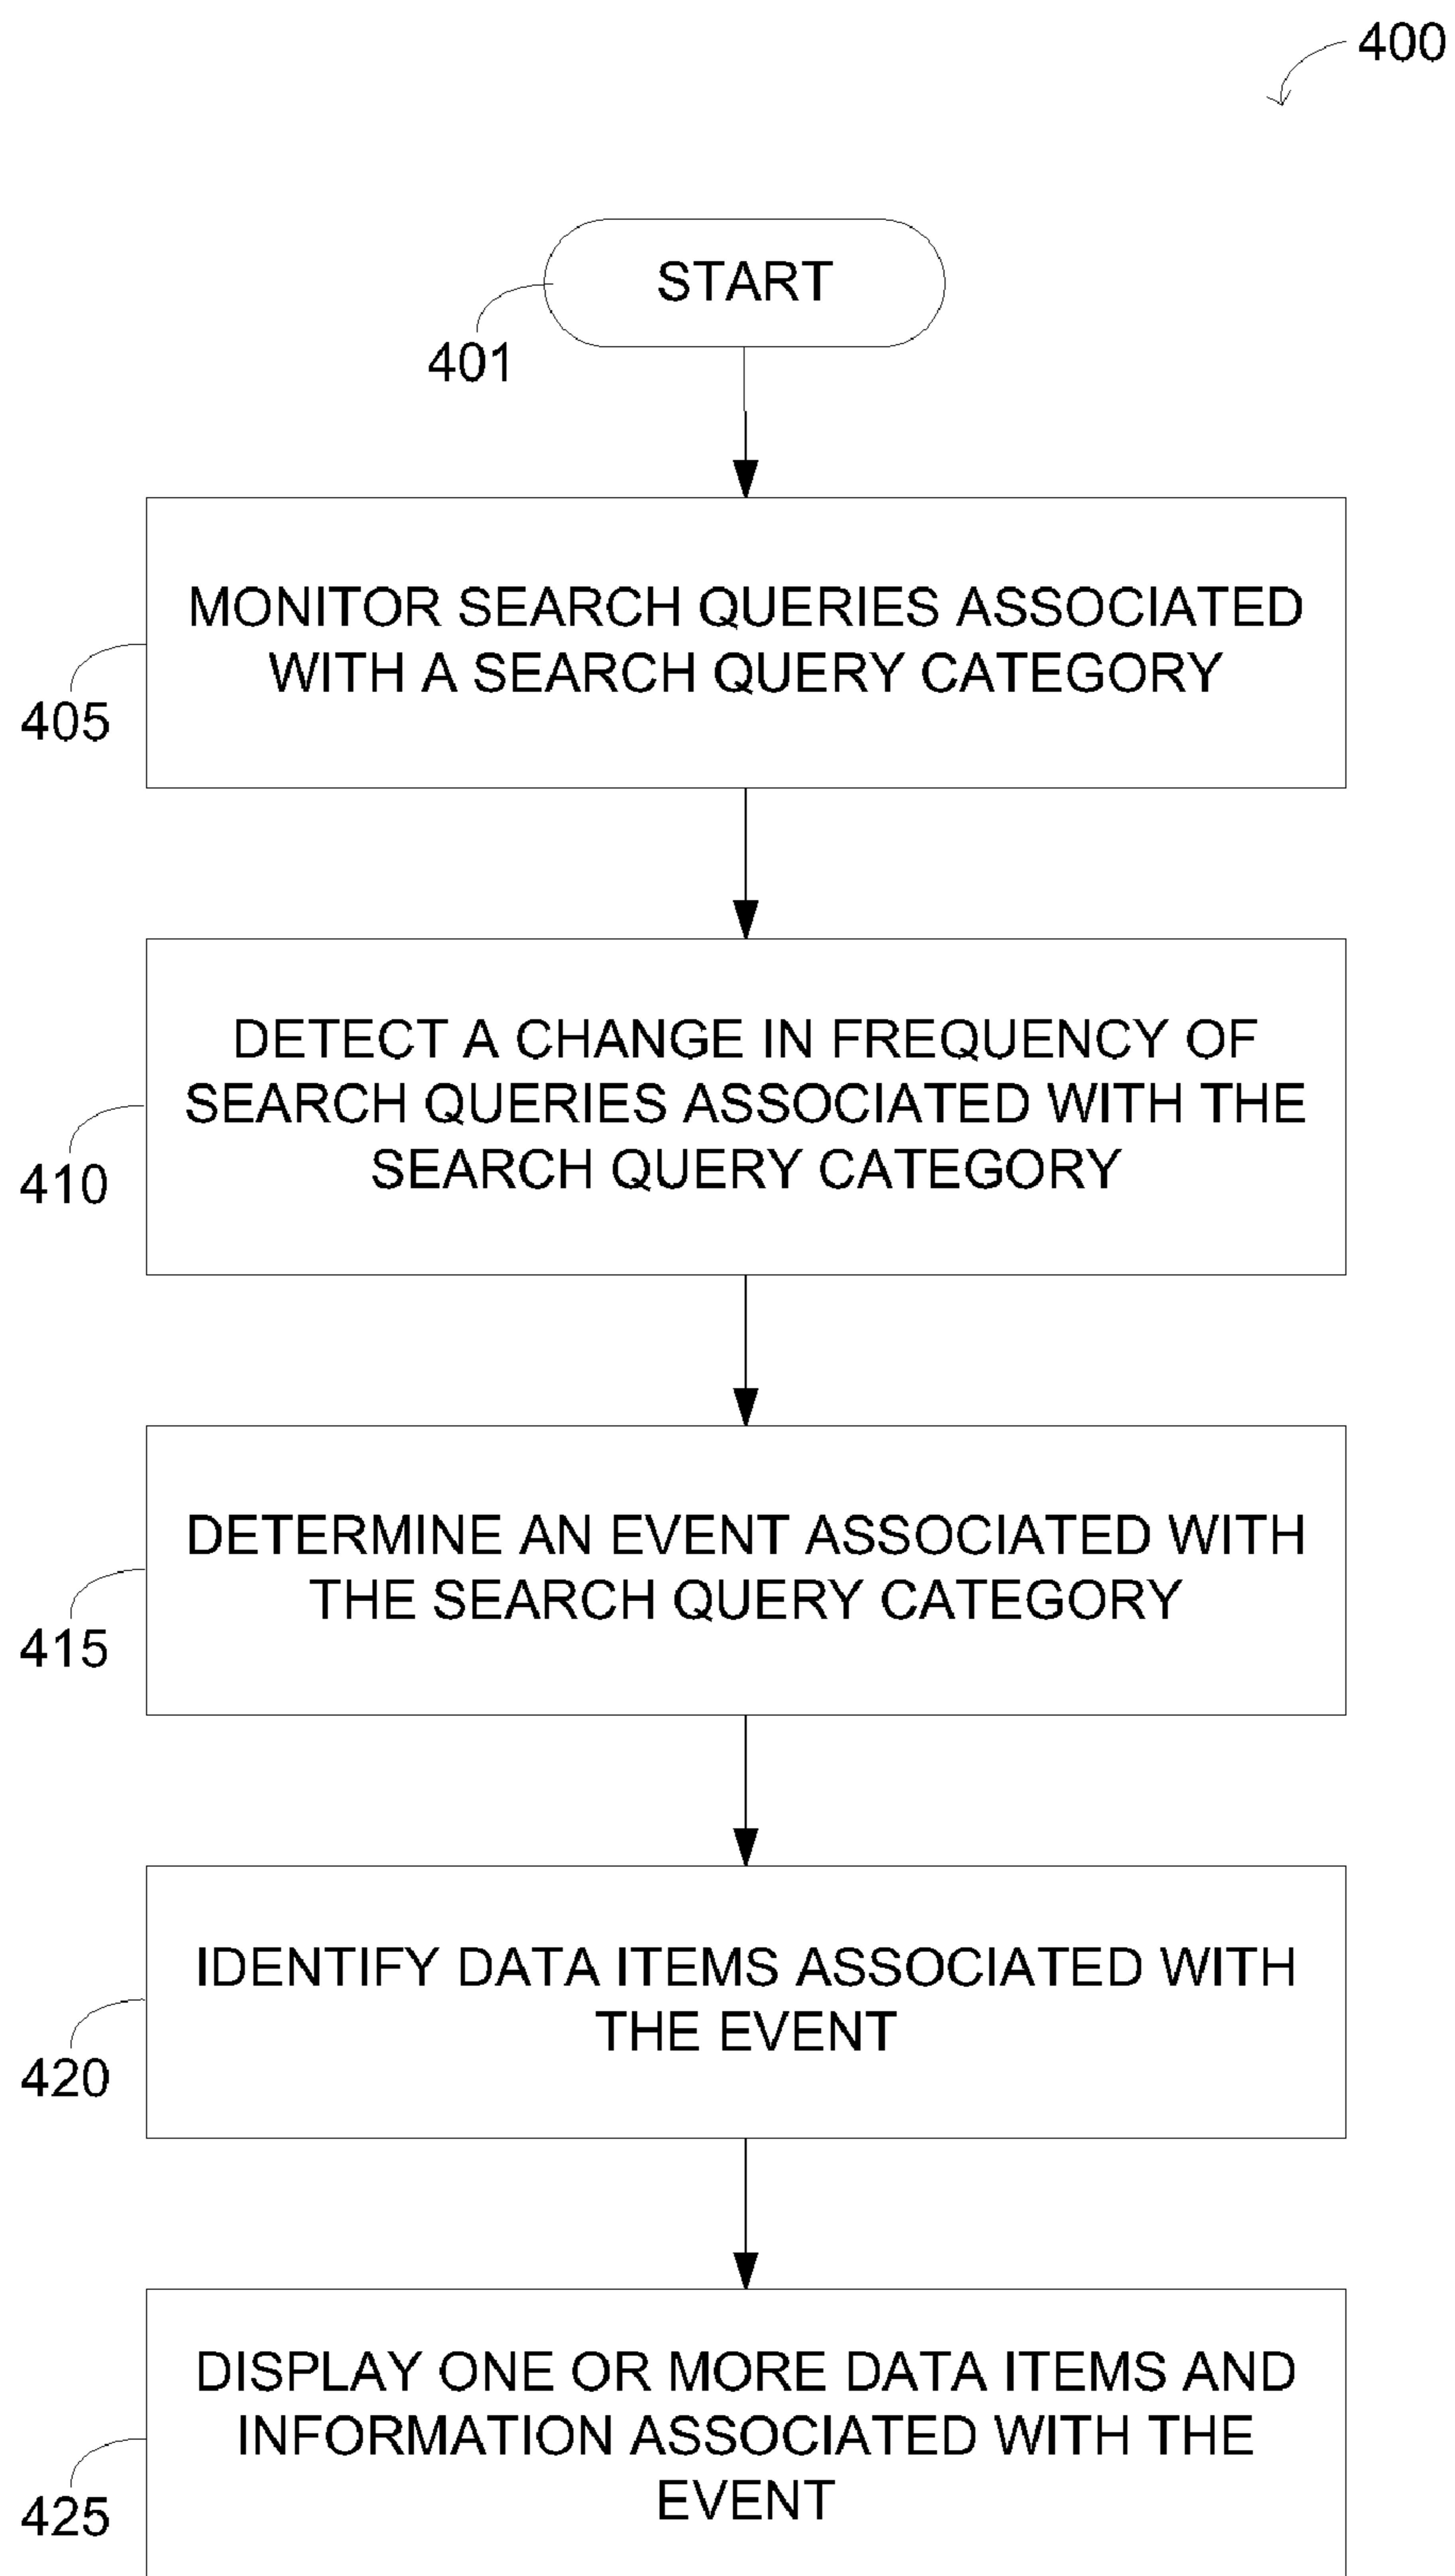 400
START
401
MONITOR SEARCH QUERIES ASSOCIATED
WITH A SEARCH QUERY CATEGORY
405
DETECT A CHANGE IN FREQUENCY OF
SEARCH QUERIES ASSOCIATED WITH THE
SEARCH QUERY CATEGORY
410
DETERMINE AN EVENT ASSOCIATED WITH
THE SEARCH QUERY CATEGORY
415
IDENTIFY DATA ITEMS ASSOCIATED WITH
THE EVENT
420
DISPLAY ONE OR MORE DATA ITEMS AND
INFORMATION ASSOCIATED WITH THE
EVENT
425